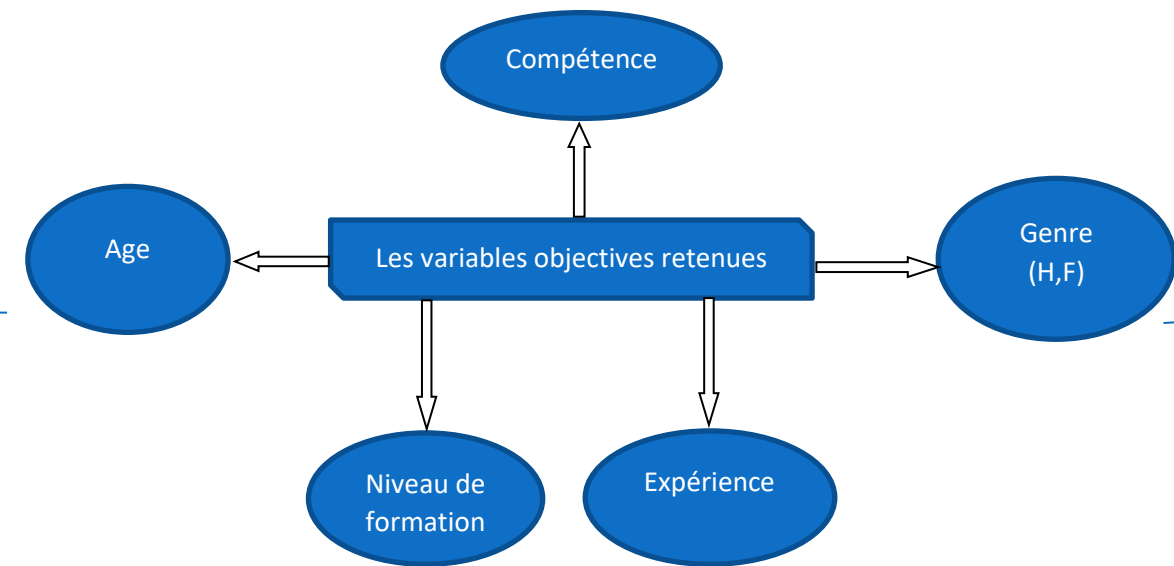 Compétence
Age
Les variables objectives retenues
Genre
(H,F)
Niveau de
formation
Expérience